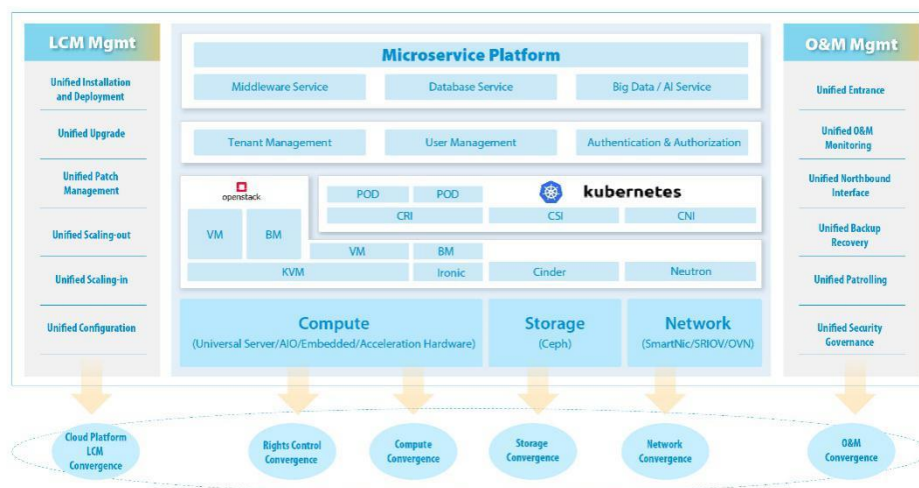 LCM Mgmt
Unified Installation
and Deployment
Unified Upgrade
Unified Patch
Management
Unified Scaling-out
Unified Scaling-in
Unified Configuration
Microservice Platform
Middleware Service
Database Service
Big Data / AI Service
Tenant Management
User Management
Authentication & Authorization
openstack
VM
BM
POD
POD
kubernetes
CRI
CSI
CNI
VM
BM
KVM
Ironic
Cinder
Neutron
Compute
(Universal Server/AIO/Embedded/Acceleration Hardware)
Storage
(Ceph)
Network
(SmartNic/SRIOV/OVN)
O&M Mgmt
Unified Entrance
Unified O&M
Monitoring
Unified Northbound
Interface
Unified Backup
Recovery
Unified Patrolling
Unified Security
Governance
Cloud Platform
LCM
Convergence
Rights Control
Convergence
Compute
Convergence
Storage
Convergence
Network
Convergence
O&M
Convergence